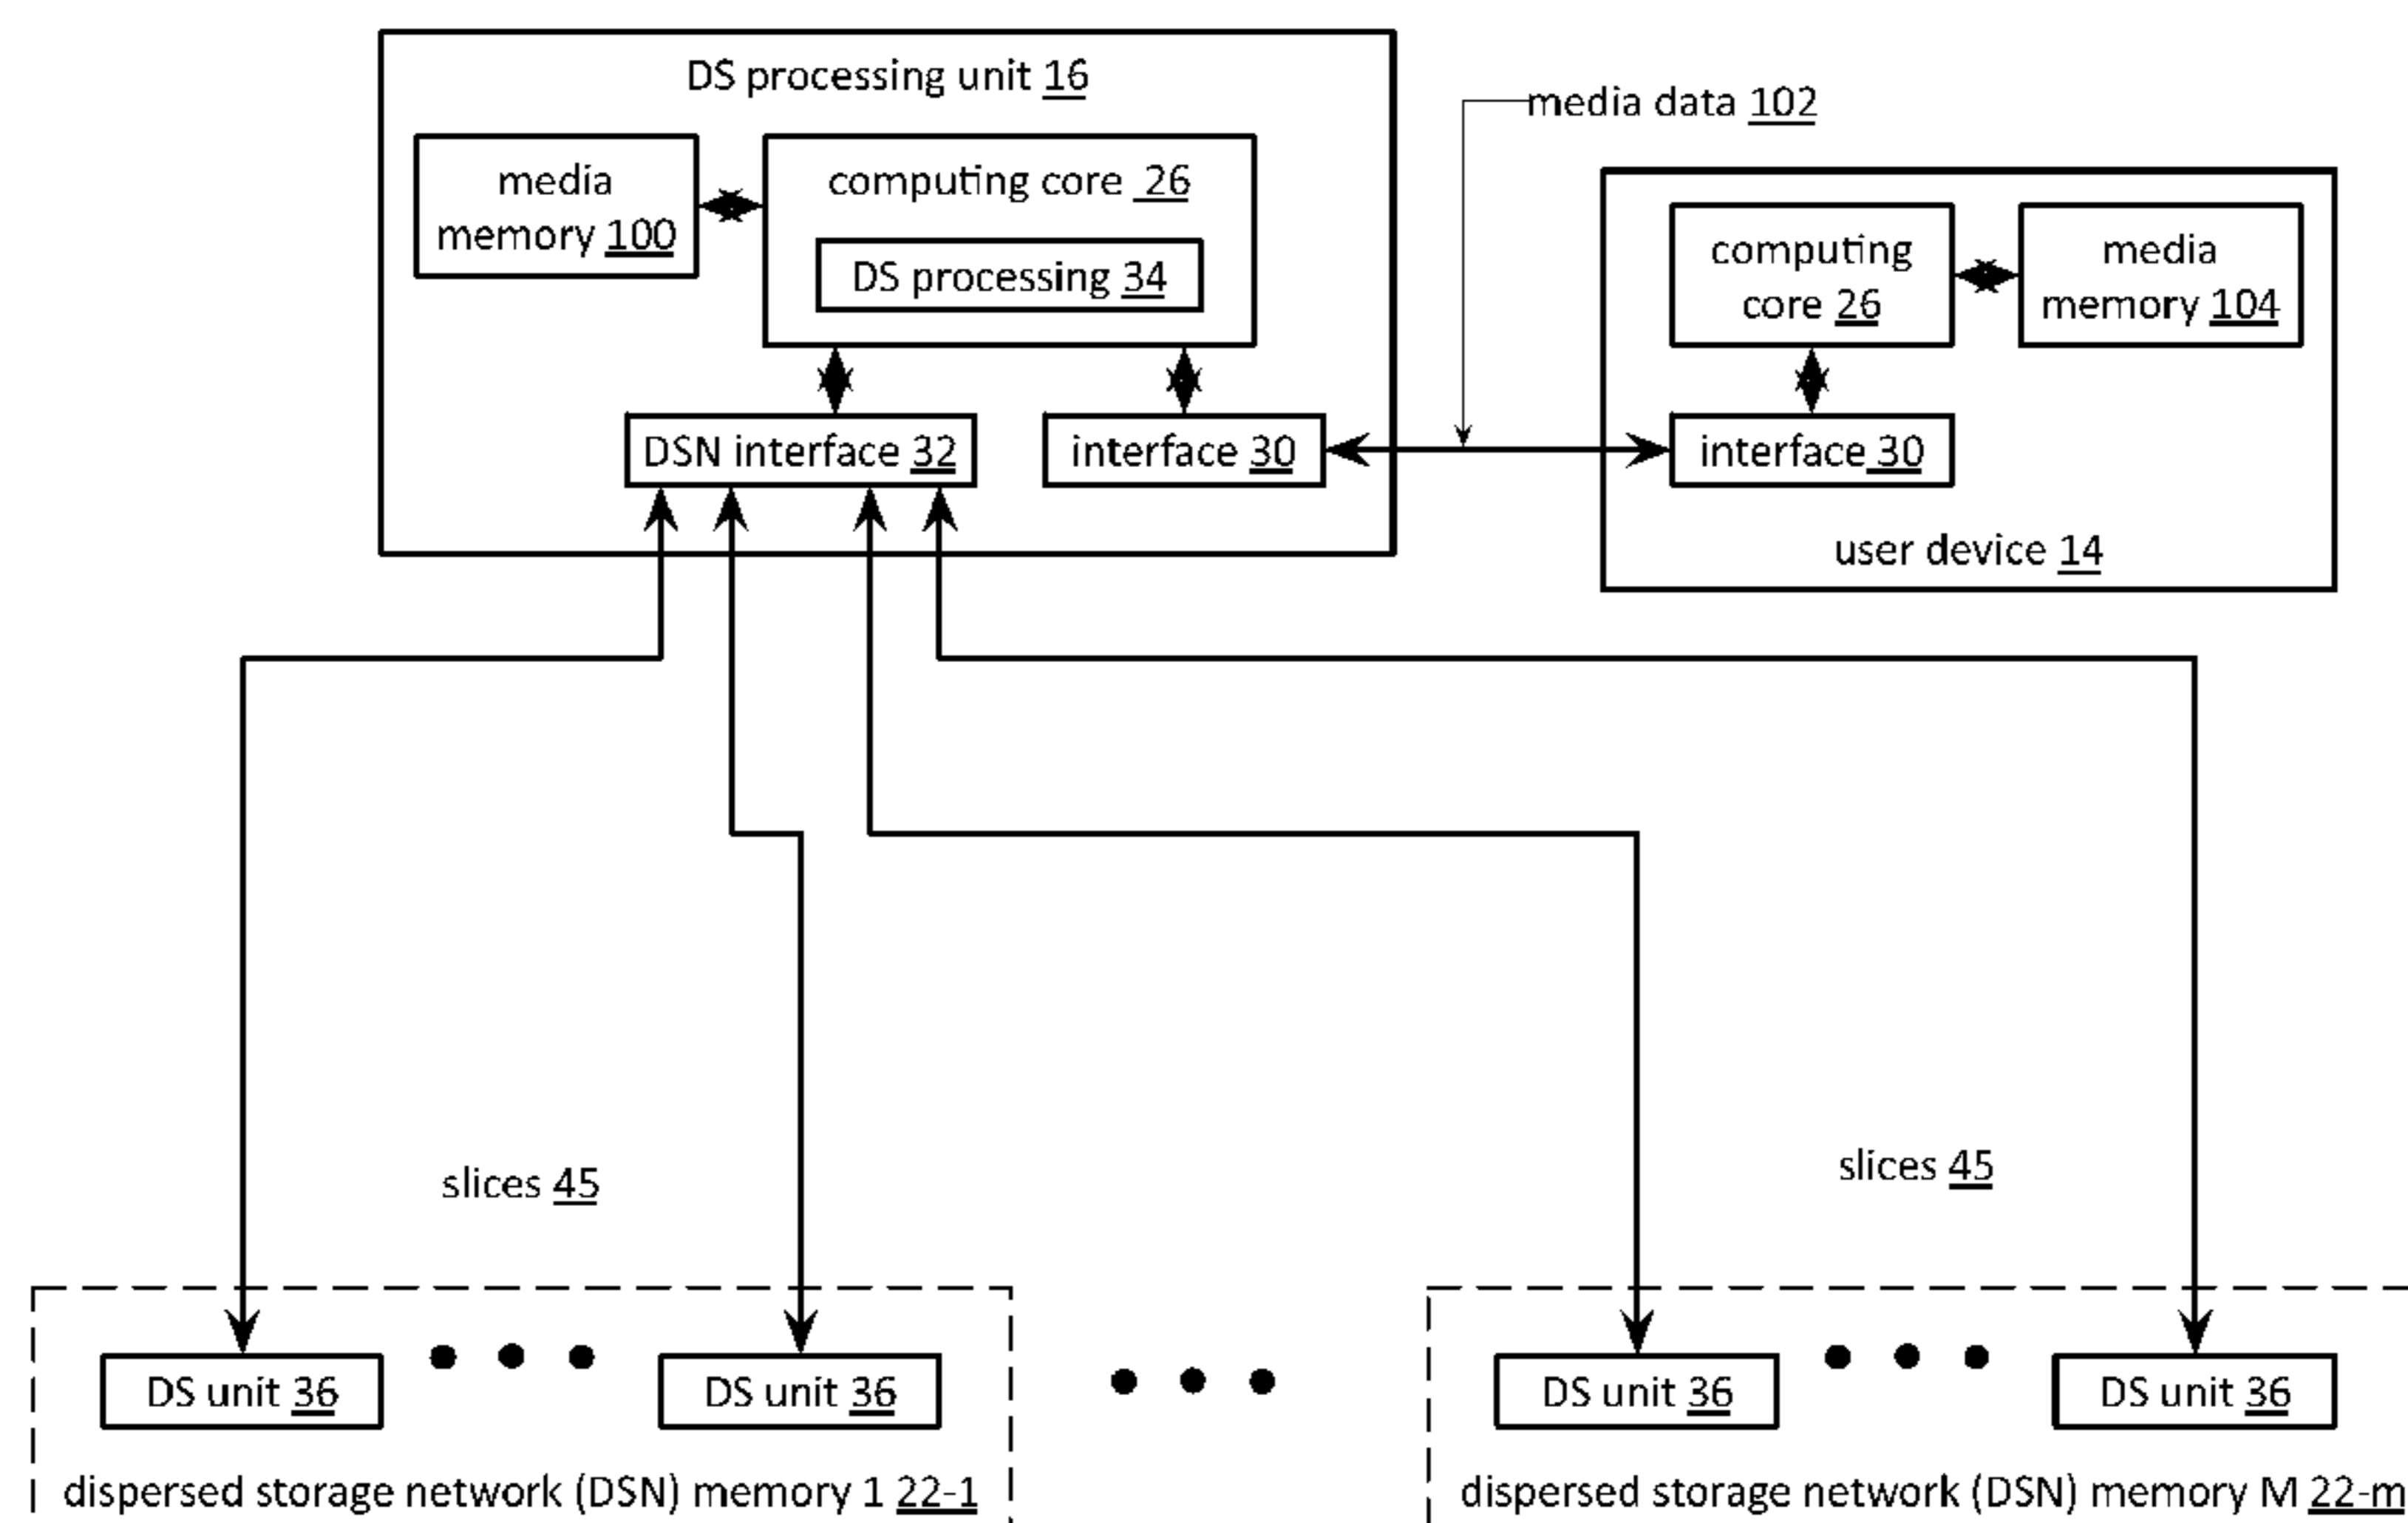 DS processing unit 16
media data 102
media
memory 100
computing core 26
DS processing 34
computing
core 26
media
memory 104
DSN interface 32
interface 30
interface 30
user device 14
slices 45
slices 45
DS unit 36
DS unit 36
DS unit 36
DS unit 36
dispersed storage network (DSN) memory 1 22-1
dispersed storage network (DSN) memory M 22-m